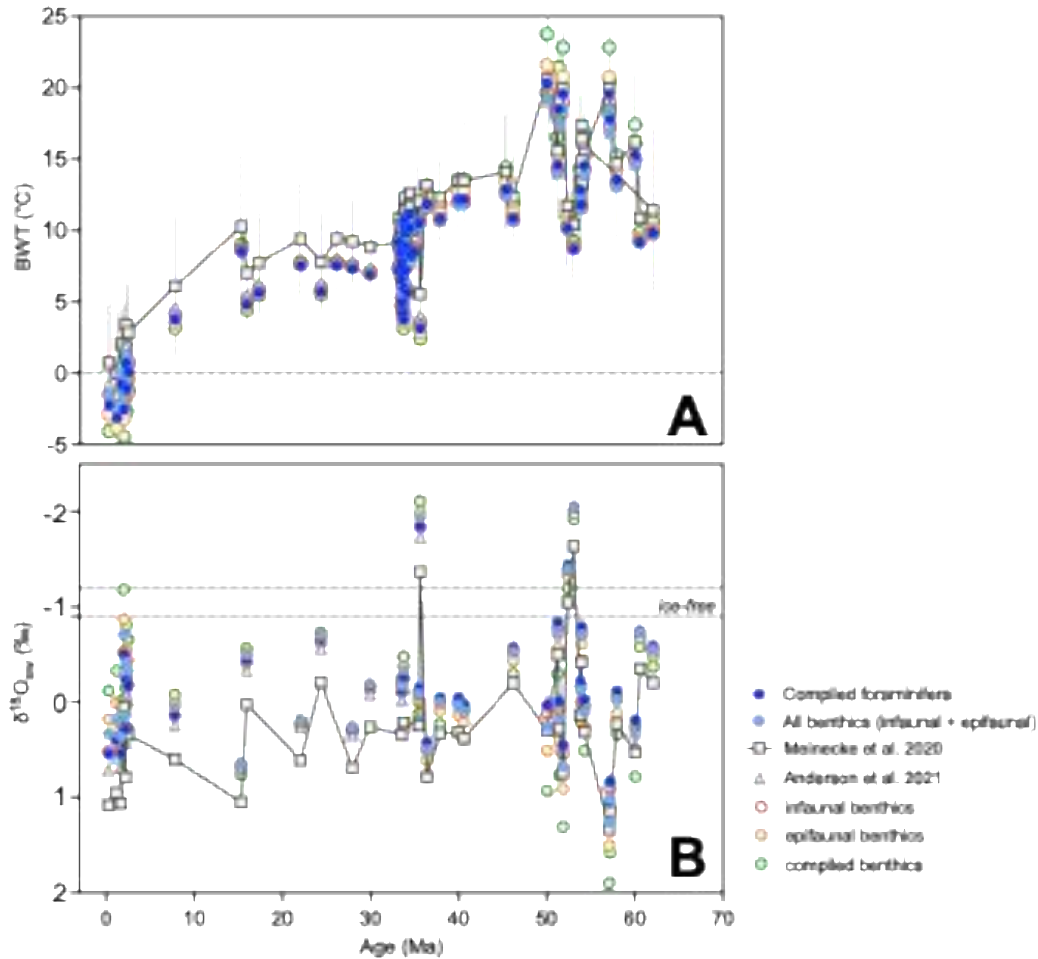 25
20
15
10
5
0
-5
BWT (°C)
A
-2
-1
0
1
2
δ¹⁸Osw (‰)
ice-free
B
0 10 20 30 40 50 60 70
Age (Ma)
Compiled foraminifera
All benthics (infaunal + epifaunal)
Meinecke et al. 2020
Anderson et al. 2021
infaunal benthics
epifaunal benthics
compiled benthics